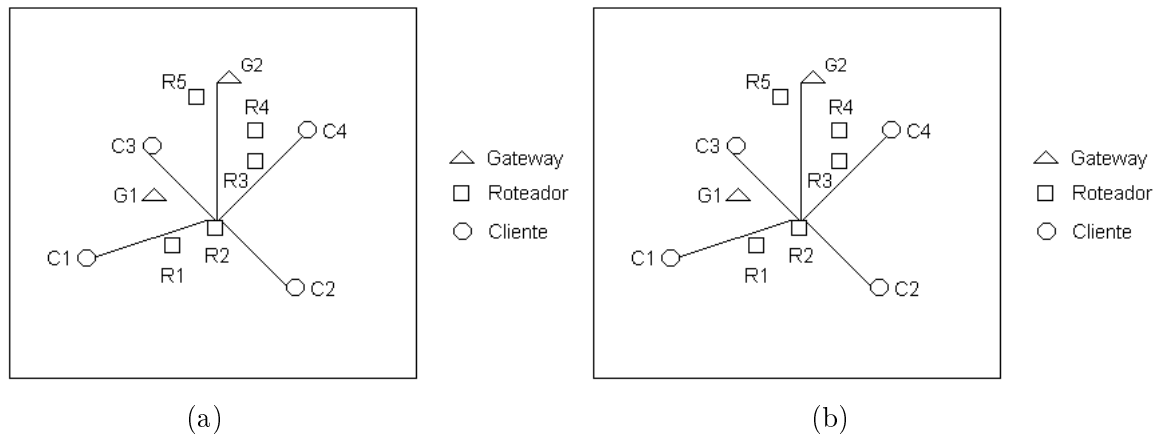 G2
R5
R4
C4
C3
R3
G1
R2
C1
R1
C2
Gateway
Roteador
Cliente
(a)
G2
R5
R4
C4
C3
R3
G1
R2
C1
R1
C2
Gateway
Roteador
Cliente
(b)